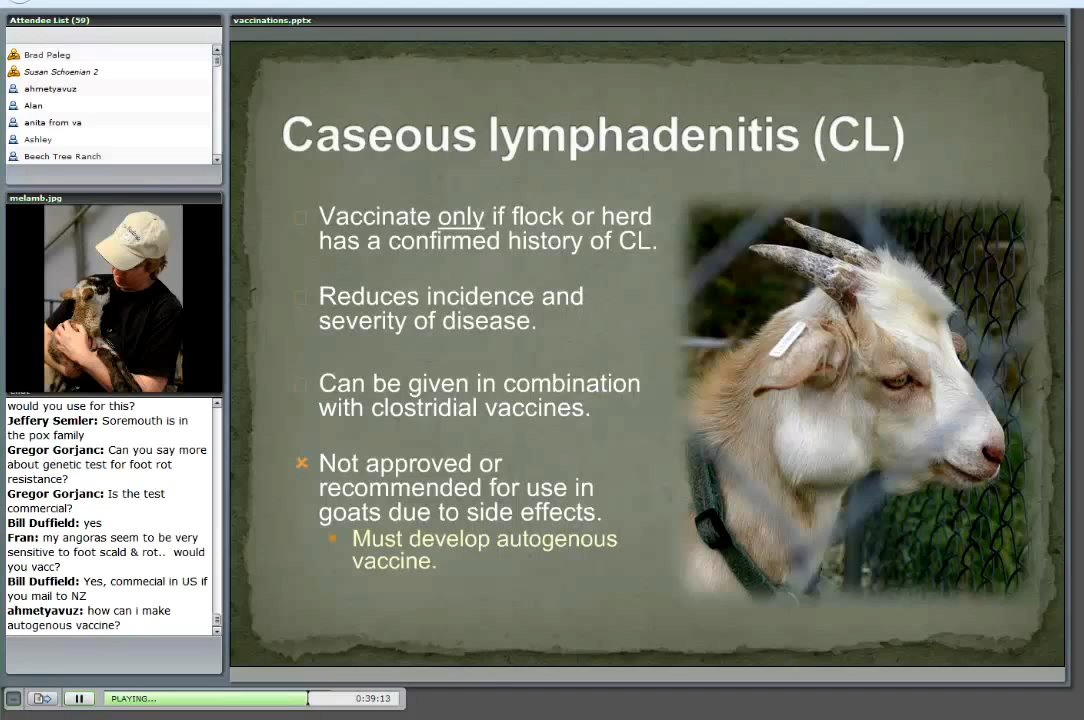 Attendee List (59)
Brad Paleg
Susan Schoenian 2
ahmetyavuz
Alan
anita from va
Ashley
Beech Tree Ranch
melamb.jpg
would you use for this?
Jeffery Semler: Soremouth is in
the pox family
Gregor Gorjanc: Can you say more
about genetic test for foot rot
resistance?
Gregor Gorjanc: Is the test
commercial?
Bill Duffield: yes
Fran: my angoras seem to be very
sensitive to foot scald & rot.. would
you vacc?
Bill Duffield: Yes, commecial in US if
you mail to NZ
ahmetyavuz: how can i make
autogenous vaccine?
vaccinations.pptx
Caseous lymphadenitis (CL)
Vaccinate only if flock or herd
has a confirmed history of CL.
Reduces incidence and
severity of disease.
Can be given in combination
with clostridial vaccines.
Not approved or
recommended for use in
goats due to side effects.
Must develop autogenous
vaccine.
PLAYING...
0:39:13